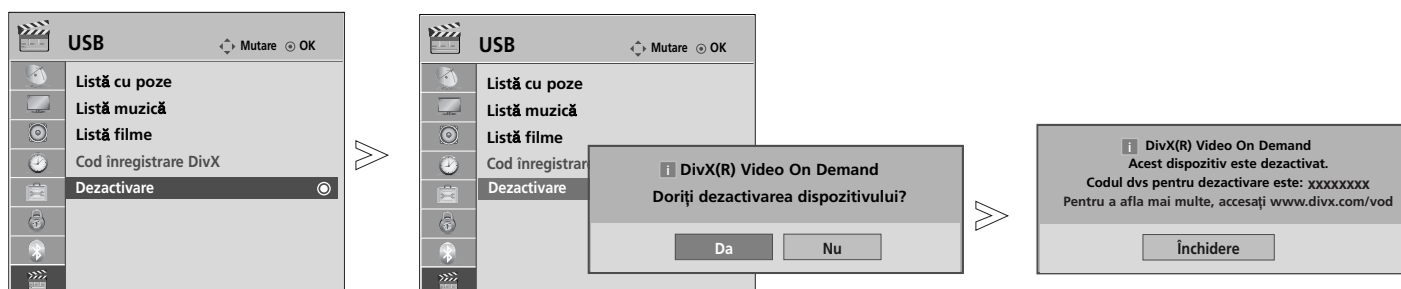 USB Mutare OK
Listă cu poze
Listă muzică
Listă filme
Cod înregistrare DivX
Dezactivare
USB Mutare OK
Listă cu poze
Listă muzică
Listă filme
Cod înregistrar
Dezactivare
i DivX(R) Video On Demand
Doriţi dezactivarea dispozitivului?
Da Nu
i DivX(R) Video On Demand
Acest dispozitiv este dezactivat.
Codul dvs pentru dezactivare este: xxxxxxxx
Pentru a afla mai multe, accesaţi www.divx.com/vod
Închidere